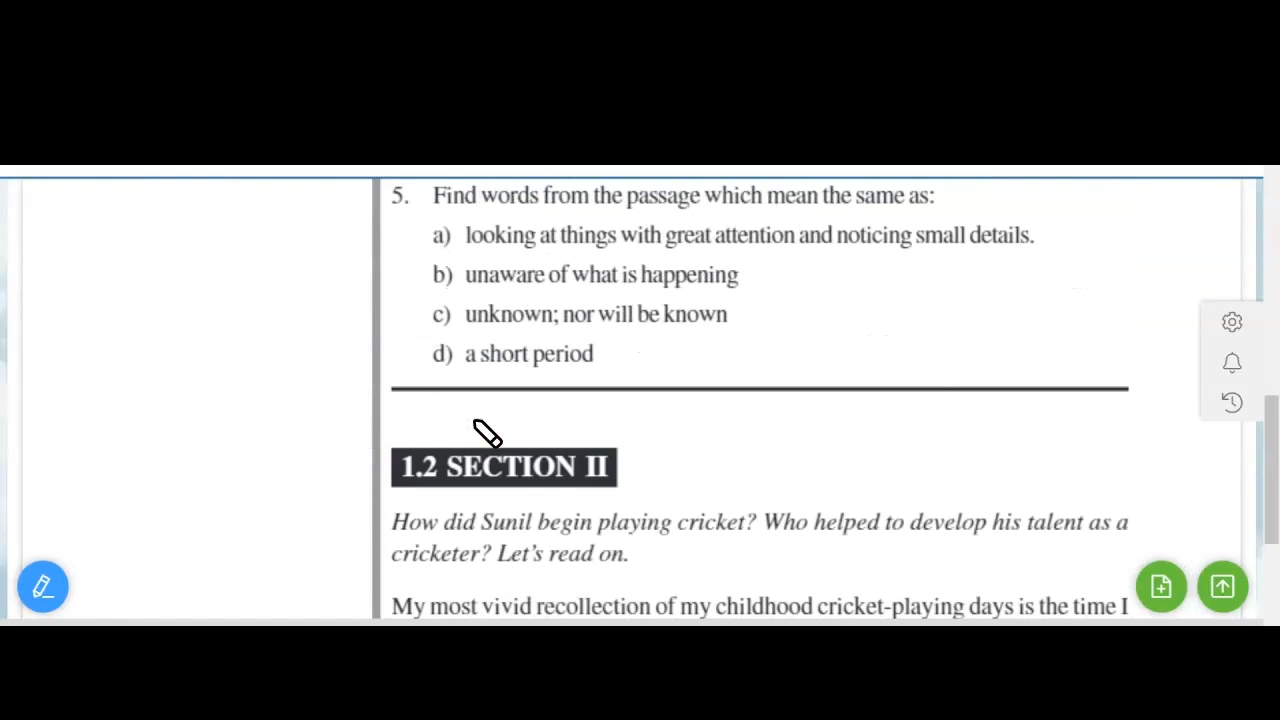 5. Find words from the passage which mean the same as:
a) looking at things with great attention and noticing small details.
b) unaware of what is happening
c) unknown; nor will be known
d) a short period
1.2 SECTION II
How did Sunil begin playing cricket? Who helped to develop his talent as a
cricketer? Let's read on.
My most vivid recollection of my childhood cricket-playing days is the time I